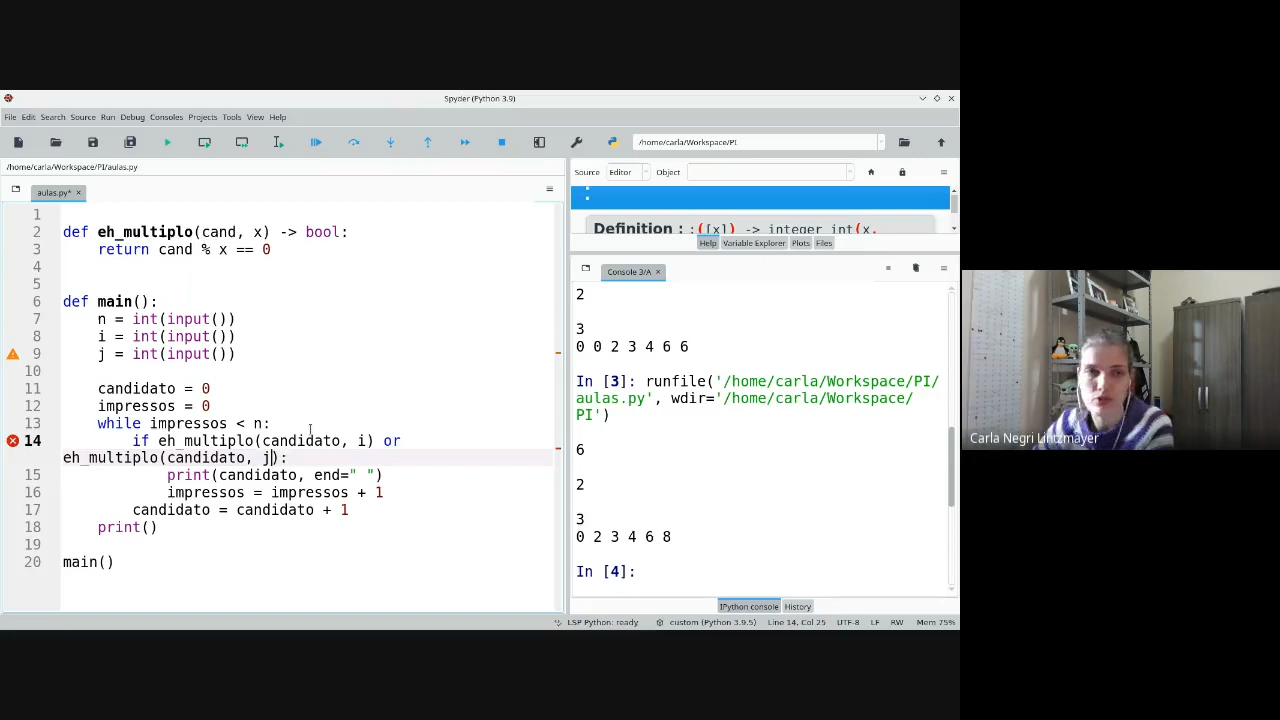 Spyder (Python 3.9)
File Edit Search Source Run Debug Consoles Projects Tools View Help
/home/carla/Workspace/PI
/home/carla/Workspace/PI/aulas.py
aulas.py* ×
1
2 def eh_multiplo(cand, x) -> bool:
3     return cand % x == 0
4
5
6 def main():
7     n = int(input())
8     i = int(input())
9     j = int(input())
10
11     candidato = 0
12     impressos = 0
13     while impressos < n:
14         if eh_multiplo(candidato, i) or
eh_multiplo(candidato, j):
15             print(candidato, end=" ")
16             impressos = impressos + 1
17         candidato = candidato + 1
18     print()
19
20 main()
Source Editor Object
:
Definition : :([x]) -> integer int(x,
Help Variable Explorer Plots Files
Console 3/A ×
2
3
0 0 2 3 4 6 6
In [3]: runfile('/home/carla/Workspace/PI/
aulas.py', wdir='/home/carla/Workspace/
PI')
6
2
3
0 2 3 4 6 8
In [4]:
IPython console History
LSP Python: ready custom (Python 3.9.5) Line 14, Col 25 UTF-8 LF RW Mem 75%
Carla Negri Lintzmayer